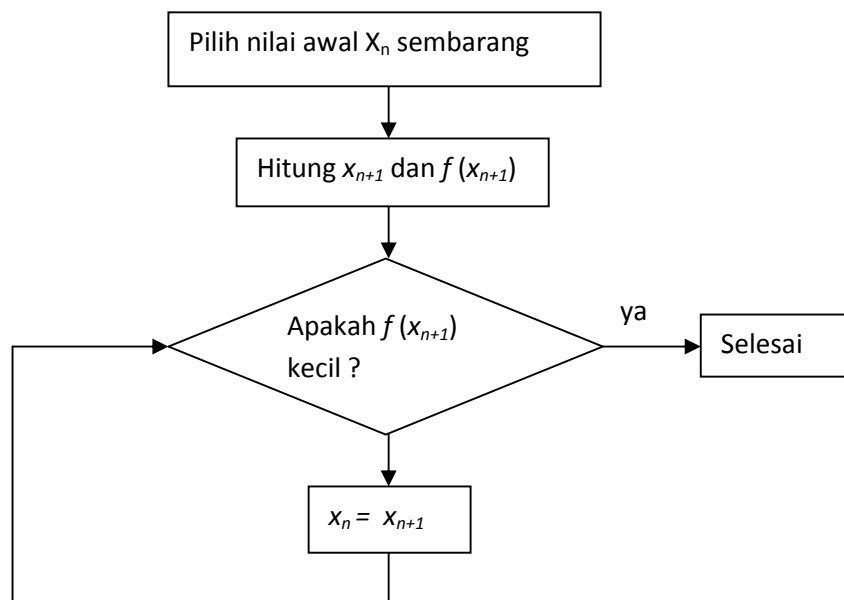 Pilih nilai awal Xₙ sembarang
Hitung xₙ₊₁ dan f (xₙ₊₁)
Apakah f (xₙ₊₁)
kecil ?
ya
Selesai
xₙ = xₙ₊₁